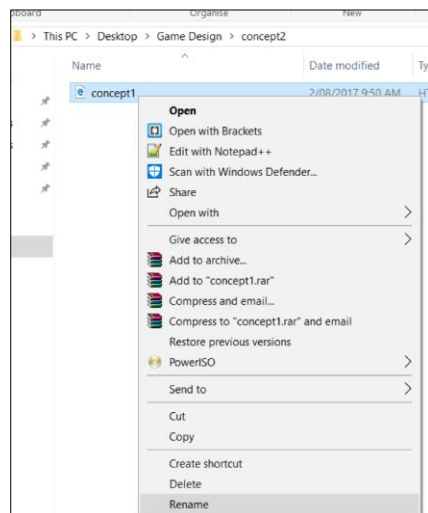 Organise
New
> This PC > Desktop > Game Design > concept2
Name
Date modified
concept1
2/08/2017 9:50 AM
Open
Open with Brackets
Edit with Notepad++
Scan with Windows Defender...
Share
Open with
Give access to
Add to archive...
Add to "concept1.rar"
Compress and email...
Compress to "concept1.rar" and email
Restore previous versions
PowerISO
Send to
Cut
Copy
Create shortcut
Delete
Rename